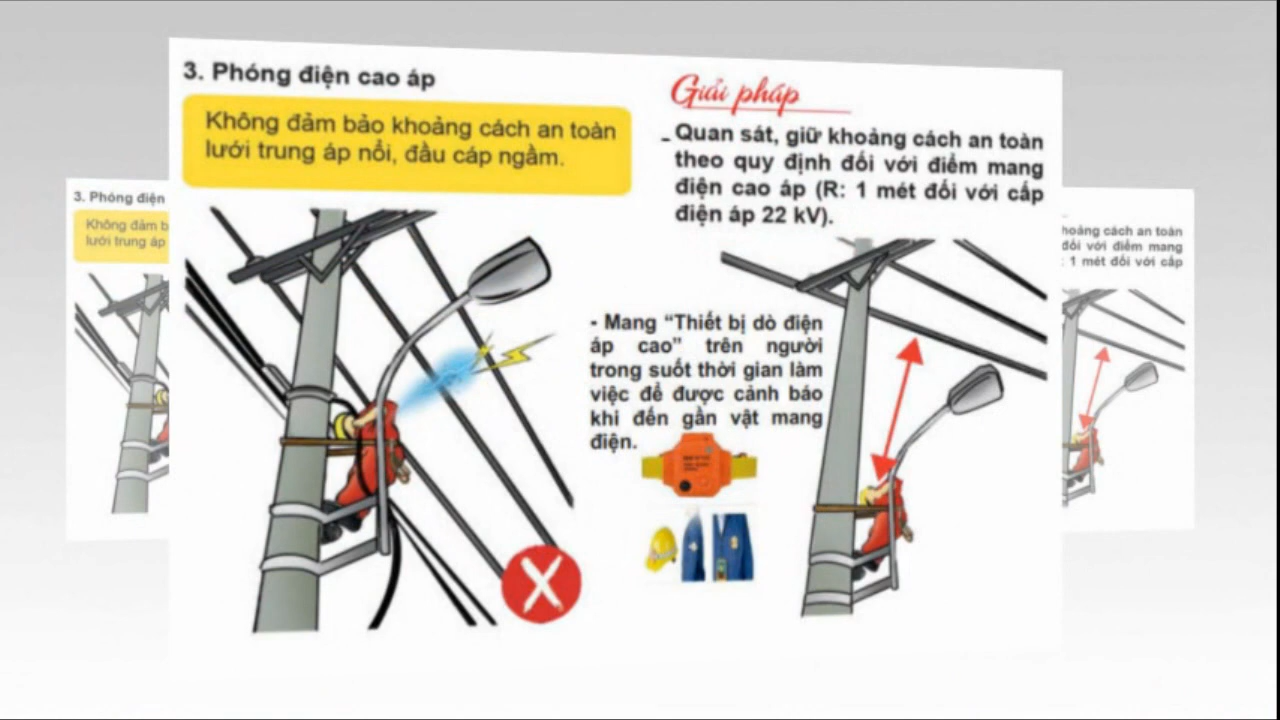 3. Phóng điện cao áp
Không đảm bảo khoảng cách an toàn
lưới trung áp nổi, đầu cáp ngầm.
Giải pháp
- Quan sát, giữ khoảng cách an toàn
theo quy định đối với điểm mang
điện cao áp (R: 1 mét đối với cấp
điện áp 22 kV).
- Mang “Thiết bị dò điện
áp cao” trên người
trong suốt thời gian làm
việc để được cảnh báo
khi đến gần vật mang
điện.
3. Phóng điện
Không đảm b
lưới trung áp
hoảng cách an toàn
đối với điểm mang
: 1 mét đối với cấp